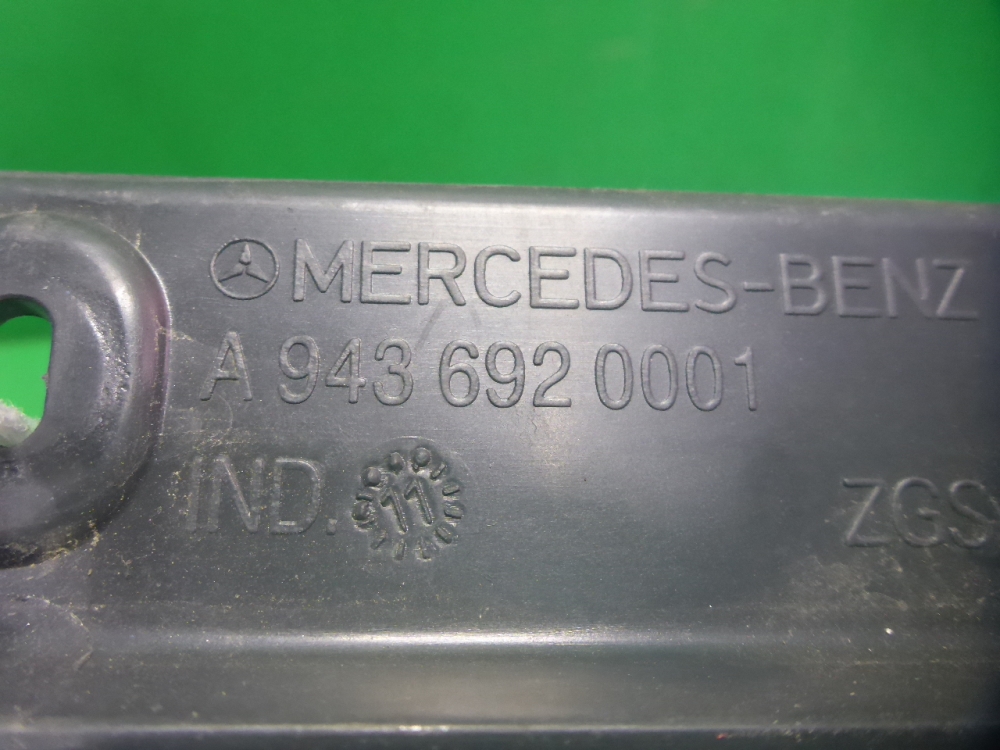 MERCEDES-BENZ
A 943 692 0001
IND. 11 ZGS